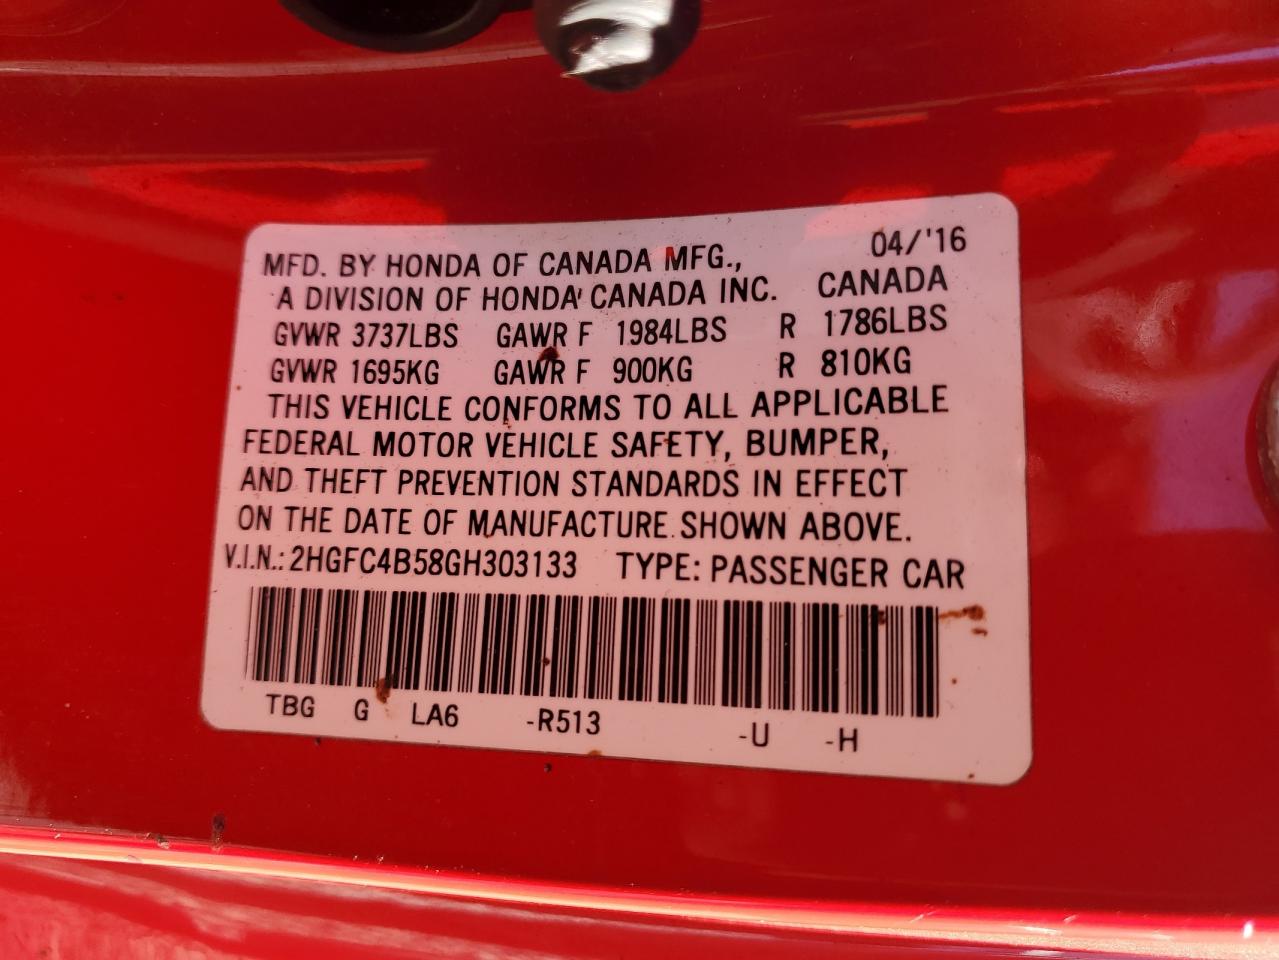 04/'16
MFD. BY HONDA OF CANADA MFG.,
A DIVISION OF HONDA CANADA INC. CANADA
GVWR 3737LBS GAWR F 1984LBS R 1786LBS
GVWR 1695KG GAWR F 900KG R 810KG
THIS VEHICLE CONFORMS TO ALL APPLICABLE
FEDERAL MOTOR VEHICLE SAFETY, BUMPER,
AND THEFT PREVENTION STANDARDS IN EFFECT
ON THE DATE OF MANUFACTURE SHOWN ABOVE.
V.I.N.: 2HGFC4B58GH303133 TYPE: PASSENGER CAR
TBG G LA6 -R513 -U -H